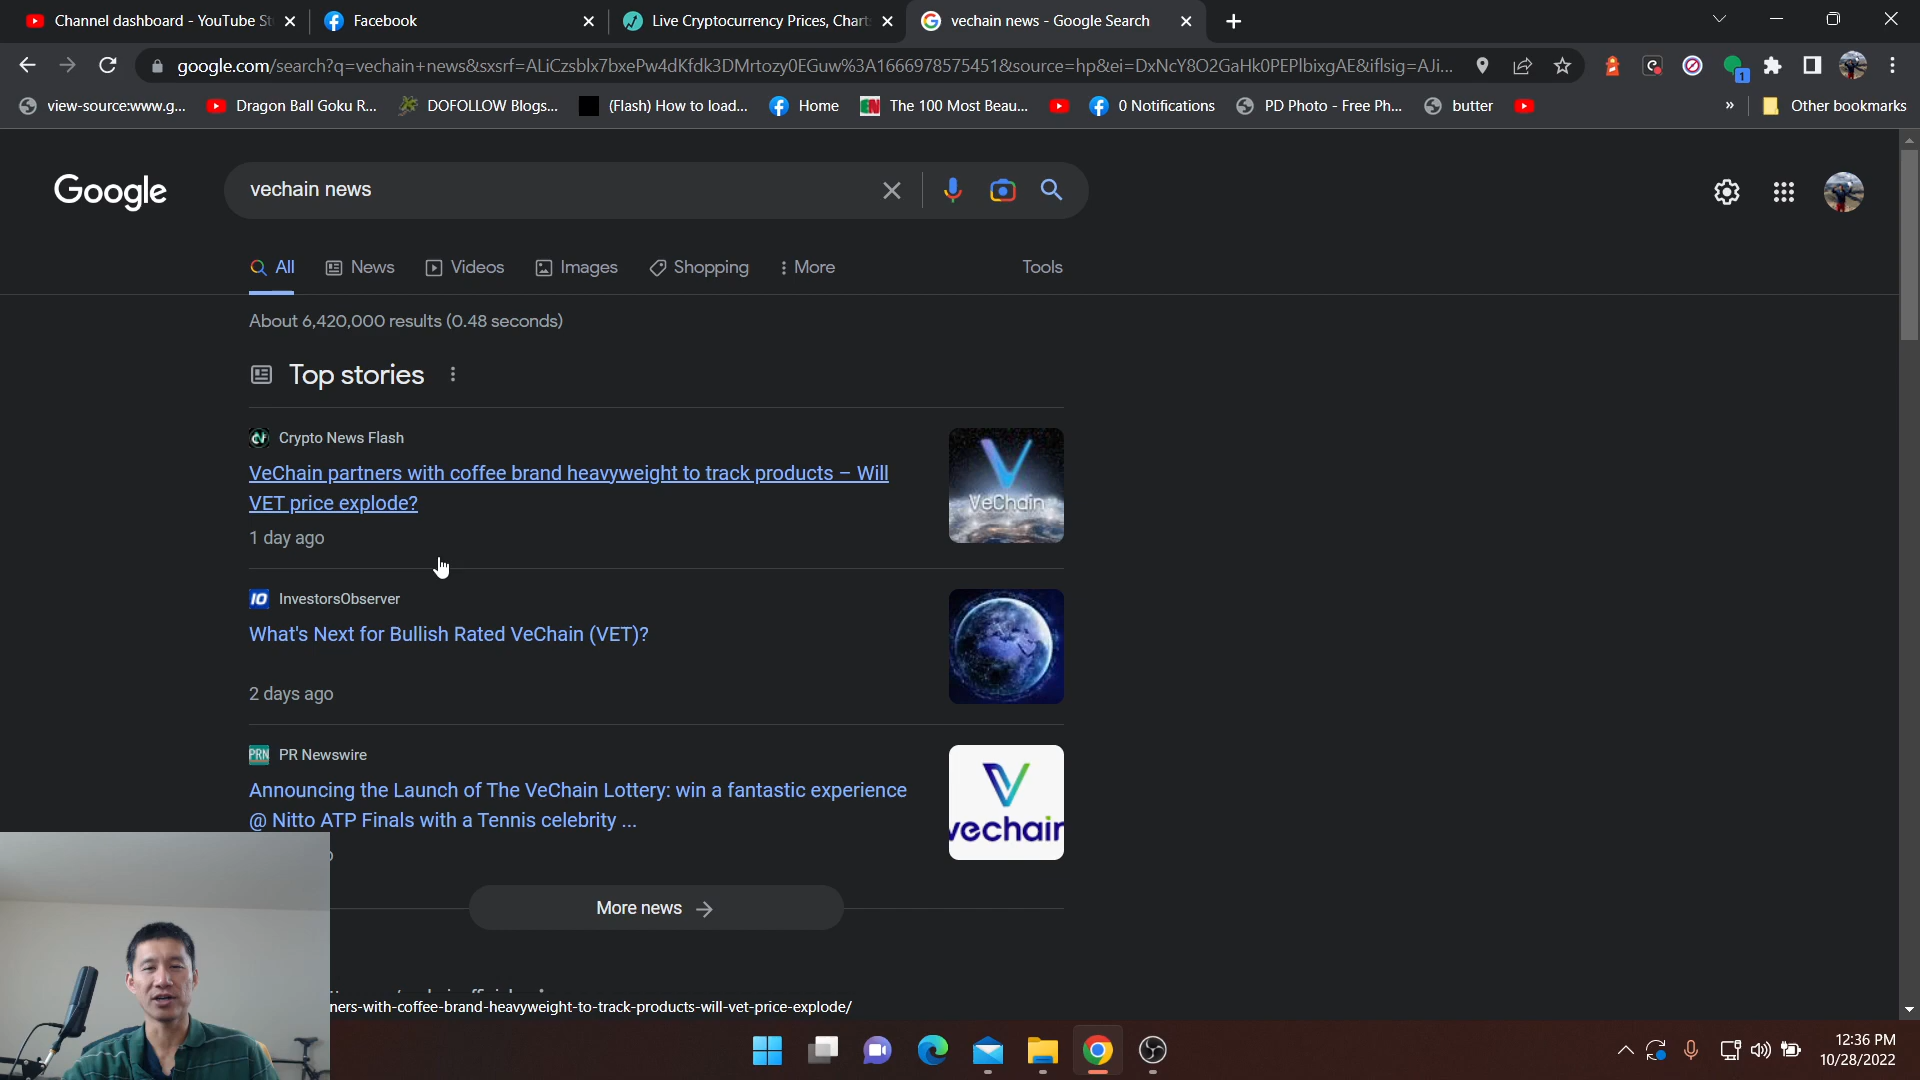 Channel dashboard - YouTube St
Facebook
Live Cryptocurrency Prices, Chart
vechain news - Google Search
google.com/search?q=vechain+news&sxsrf=ALiCzsblx7bxePw4dKfdk3DMrtozy0EGuw%3A1666978575451&source=hp&ei=DxNcY8O2GaHk0PEPlbixgAE&iflsig=AJi...
1
view-source:www.g...
Dragon Ball Goku R...
DOFOLLOW Blogs...
(Flash) How to load...
Home
The 100 Most Beau...
0 Notifications
PD Photo - Free Ph...
butter
»
Other bookmarks
Google
vechain news
All
News
Videos
Images
Shopping
More
Tools
About 6,420,000 results (0.48 seconds)
Top stories
Crypto News Flash
VeChain partners with coffee brand heavyweight to track products – Will
VET price explode?
1 day ago
VeChain
IO InvestorsObserver
What's Next for Bullish Rated VeChain (VET)?
2 days ago
PRN PR Newswire
Announcing the Launch of The VeChain Lottery: win a fantastic experience
@ Nitto ATP Finals with a Tennis celebrity ...
vechain
More news
ners-with-coffee-brand-heavyweight-to-track-products-will-vet-price-explode/
12:36 PM
10/28/2022